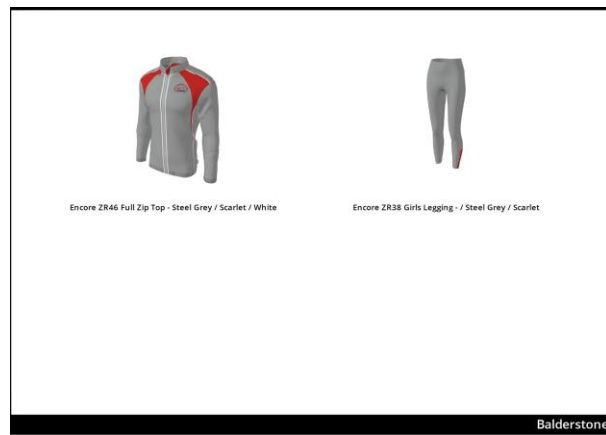 Encore ZR46 Full Zip Top - Steel Grey / Scarlet / White
Encore ZR38 Girls Legging - / Steel Grey / Scarlet
Balderstone